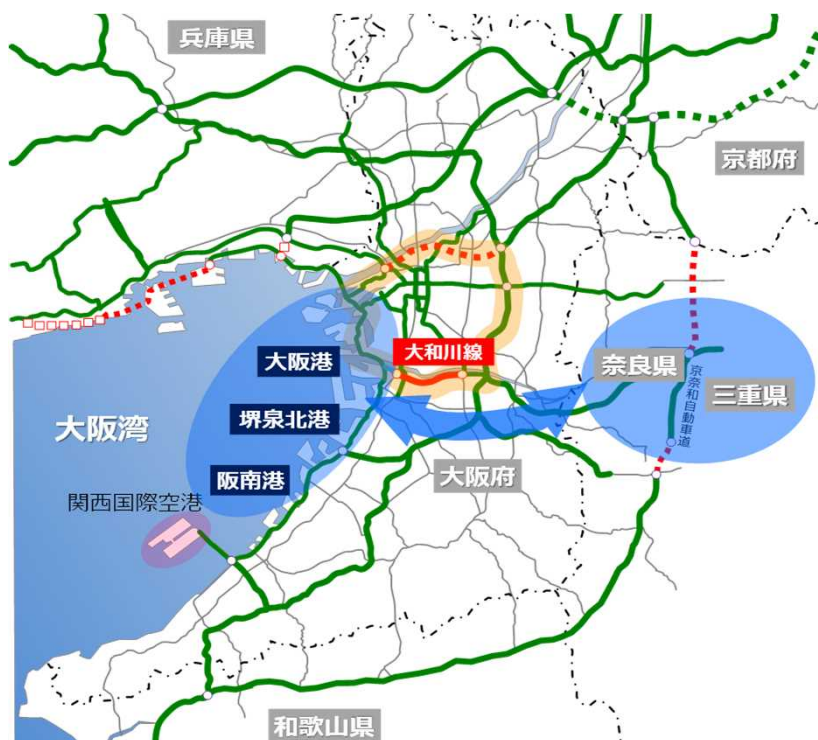 兵庫県
京都府
大和川線
大阪港
奈良県
三重県
京奈和自動車道
堺泉北港
大阪湾
大阪府
阪南港
関西国際空港
和歌山県